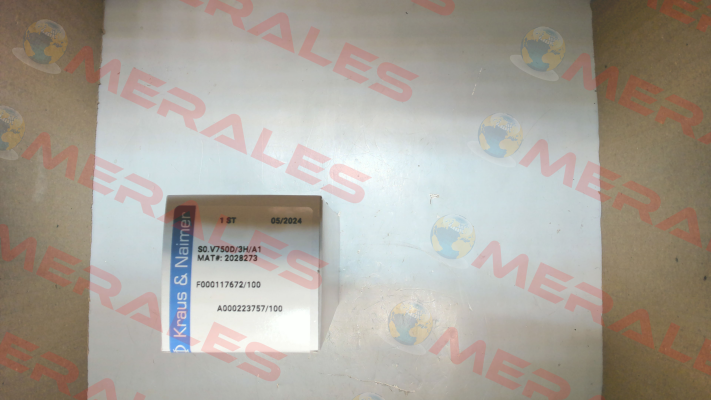 MERALES
MERALES
MERALES
MERALES
MERALES
1 ST 05/2024
S0.V750D/3H/A1
MAT#: 2028273
F000117672/100
A000223757/100
Kraus & Naimer